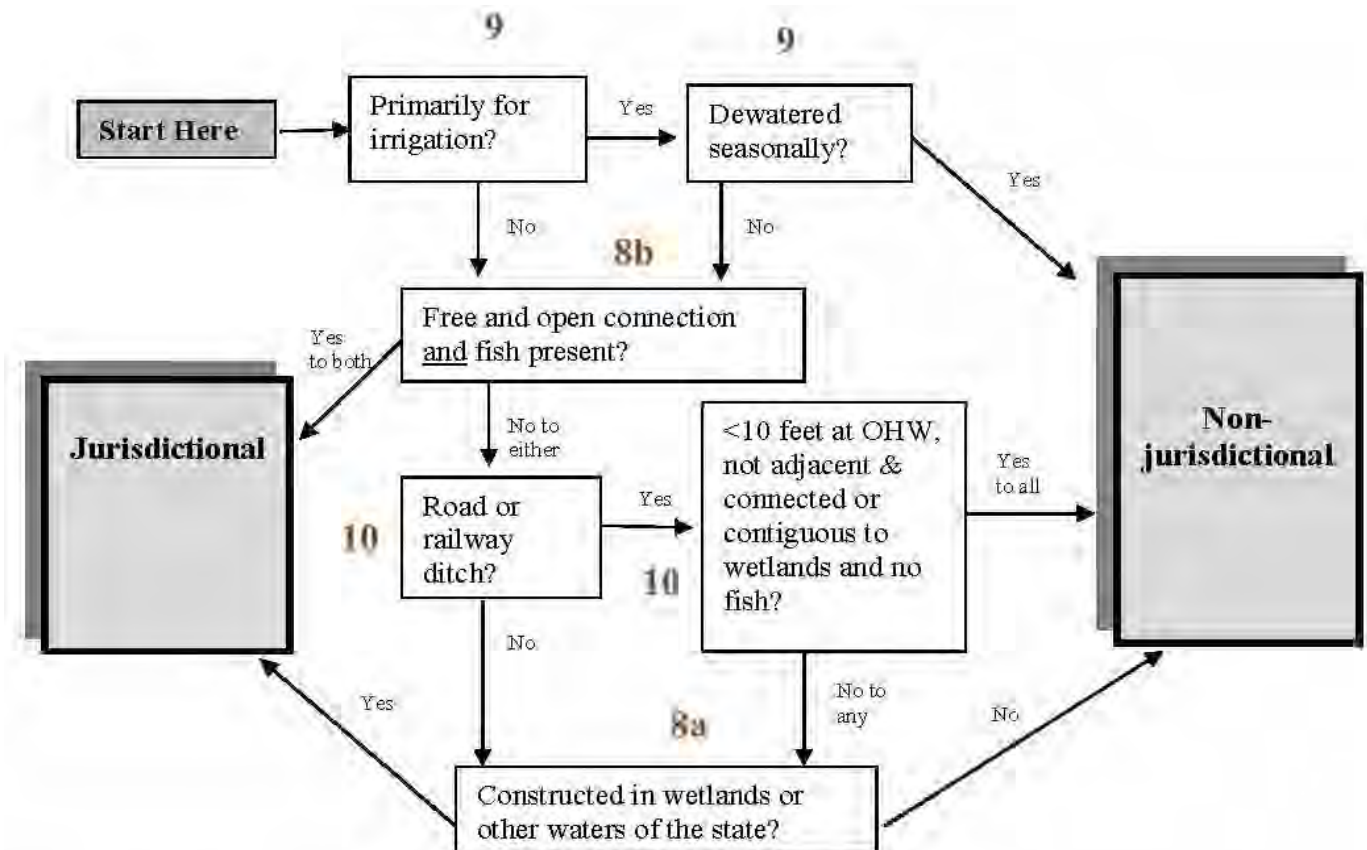 9
9
Start Here
Primarily for
irrigation?
Yes
Dewatered
seasonally?
Yes
No
No
8b
Free and open connection
and fish present?
Yes
to both
Jurisdictional
No to
either
<10 feet at OHW,
not adjacent &
connected or
contiguous to
wetlands and no
fish?
Yes
to all
Non-
jurisdictional
10
Road or
railway
ditch?
Yes
10
No
Yes
No to
any
No
8a
Constructed in wetlands or
other waters of the state?